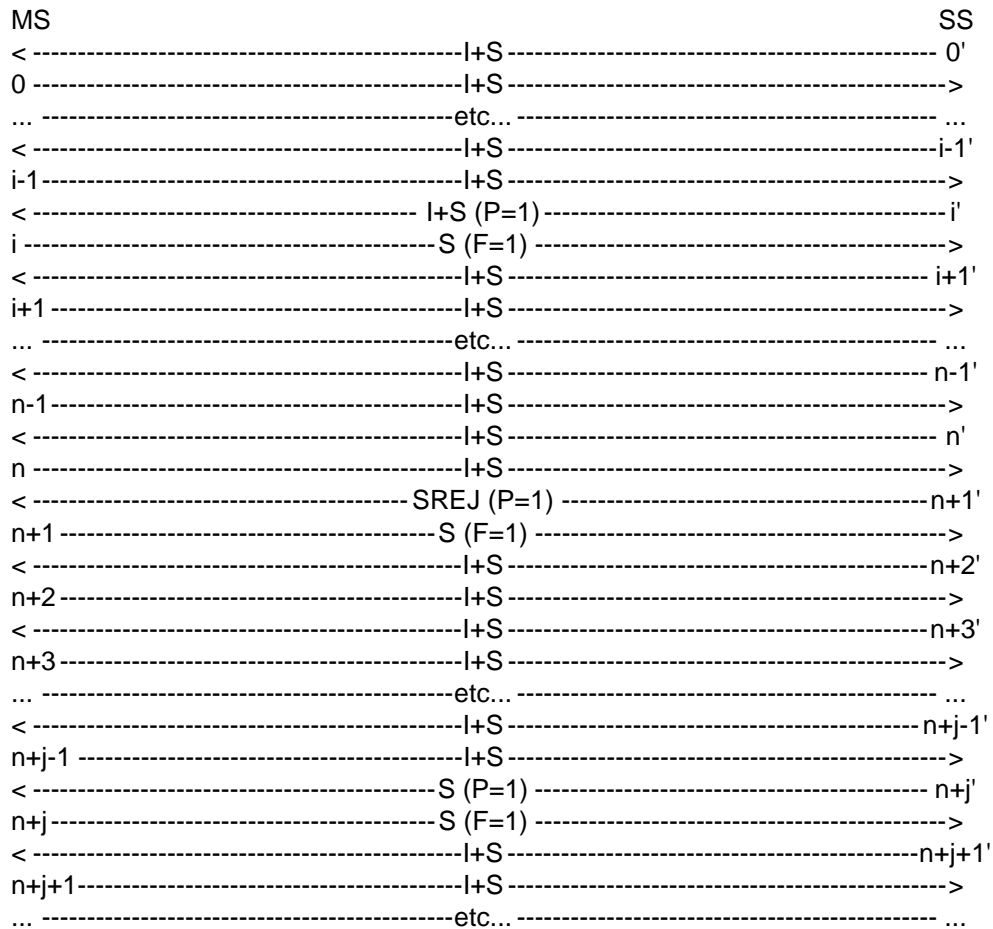 MS SS
< ----------------------------------------------I+S---------------------------------------------- 0'
0 ----------------------------------------------I+S---------------------------------------------->
... --------------------------------------------etc... -------------------------------------------- ...
< ----------------------------------------------I+S----------------------------------------------i-1'
i-1----------------------------------------------I+S---------------------------------------------->
< ----------------------------------------- I+S (P=1)------------------------------------------- i'
i --------------------------------------------S (F=1) -------------------------------------------->
< ----------------------------------------------I+S--------------------------------------------- i+1'
i+1 --------------------------------------------I+S---------------------------------------------->
... --------------------------------------------etc... -------------------------------------------- ...
< ----------------------------------------------I+S--------------------------------------------- n-1'
n-1--------------------------------------------I+S---------------------------------------------->
< ----------------------------------------------I+S---------------------------------------------- n'
n ----------------------------------------------I+S---------------------------------------------->
< ----------------------------------------SREJ (P=1) ---------------------------------------n+1'
n+1 ----------------------------------------S (F=1) -------------------------------------------->
< ----------------------------------------------I+S---------------------------------------------n+2'
n+2-------------------------------------------I+S---------------------------------------------->
< ----------------------------------------------I+S---------------------------------------------n+3'
n+3-------------------------------------------I+S---------------------------------------------->
... --------------------------------------------etc... -------------------------------------------- ...
< ----------------------------------------------I+S-------------------------------------------- n+j-1'
n+j-1 -----------------------------------------I+S---------------------------------------------->
< -------------------------------------------S (P=1) ------------------------------------------ n+j'
n+j-----------------------------------------S (F=1) -------------------------------------------->
< ----------------------------------------------I+S--------------------------------------------n+j+1'
n+j+1-----------------------------------------I+S---------------------------------------------->
... --------------------------------------------etc... -------------------------------------------- ...